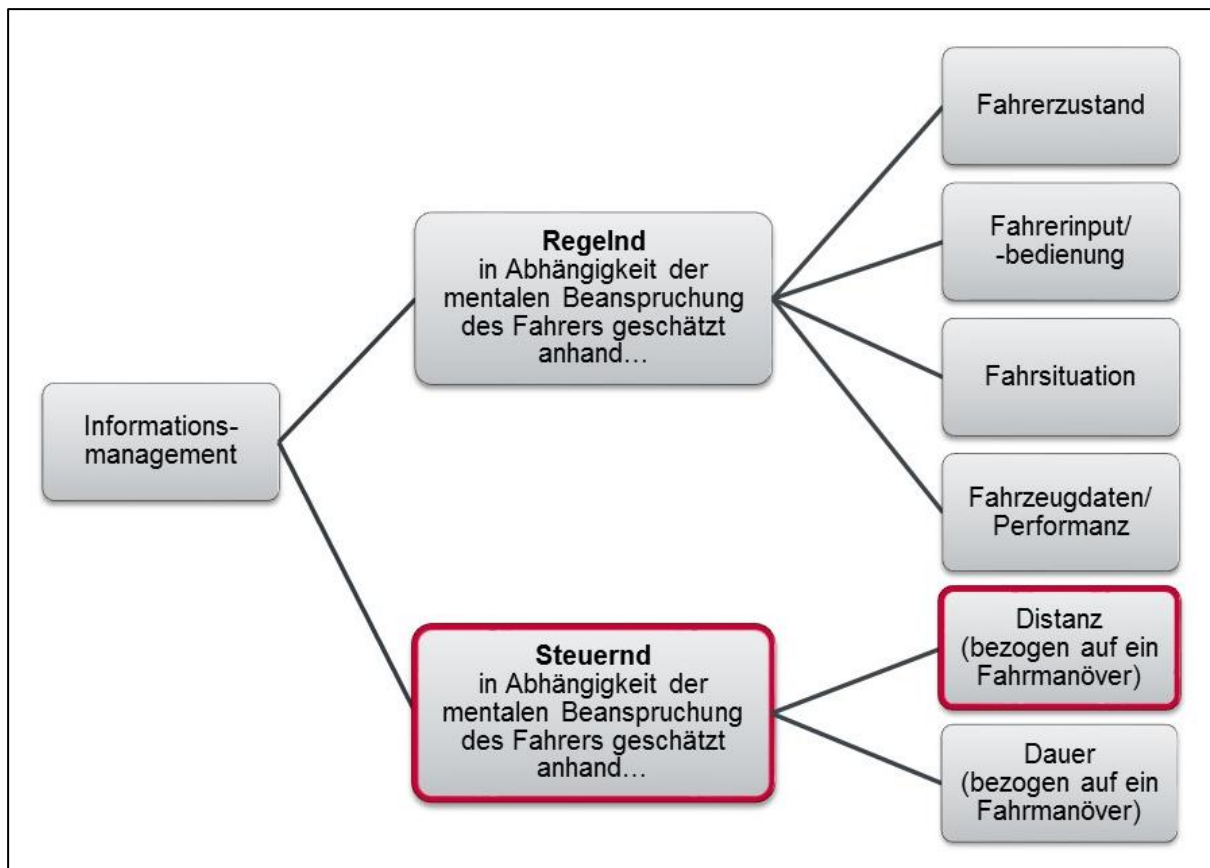 Informations-
management
Regelnd
in Abhängigkeit der
mentalen Beanspruchung
des Fahrers geschätzt
anhand…
Steuernd
in Abhängigkeit der
mentalen Beanspruchung
des Fahrers geschätzt
anhand…
Fahrerzustand
Fahrerinput/
-bedienung
Fahrsituation
Fahrzeugdaten/
Performanz
Distanz
(bezogen auf ein
Fahrmanöver)
Dauer
(bezogen auf ein
Fahrmanöver)